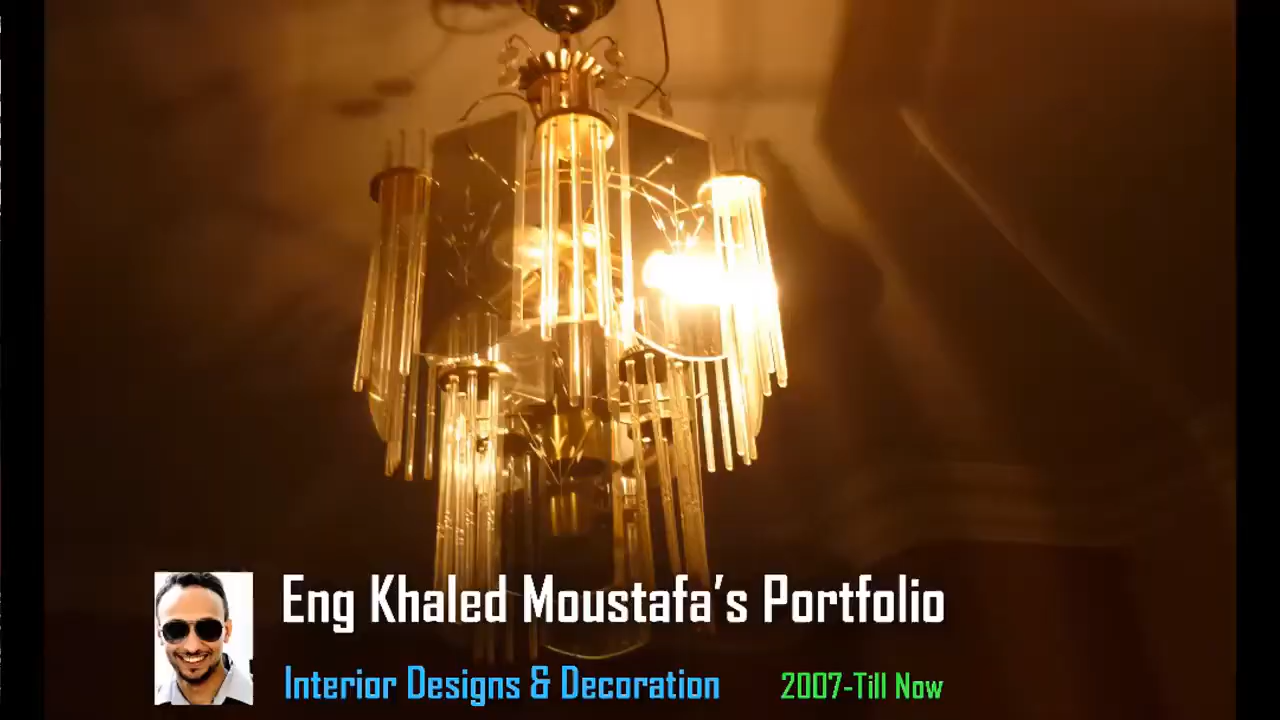 Eng Khaled Moustafa's Portfolio
Interior Designs & Decoration 2007-Till Now